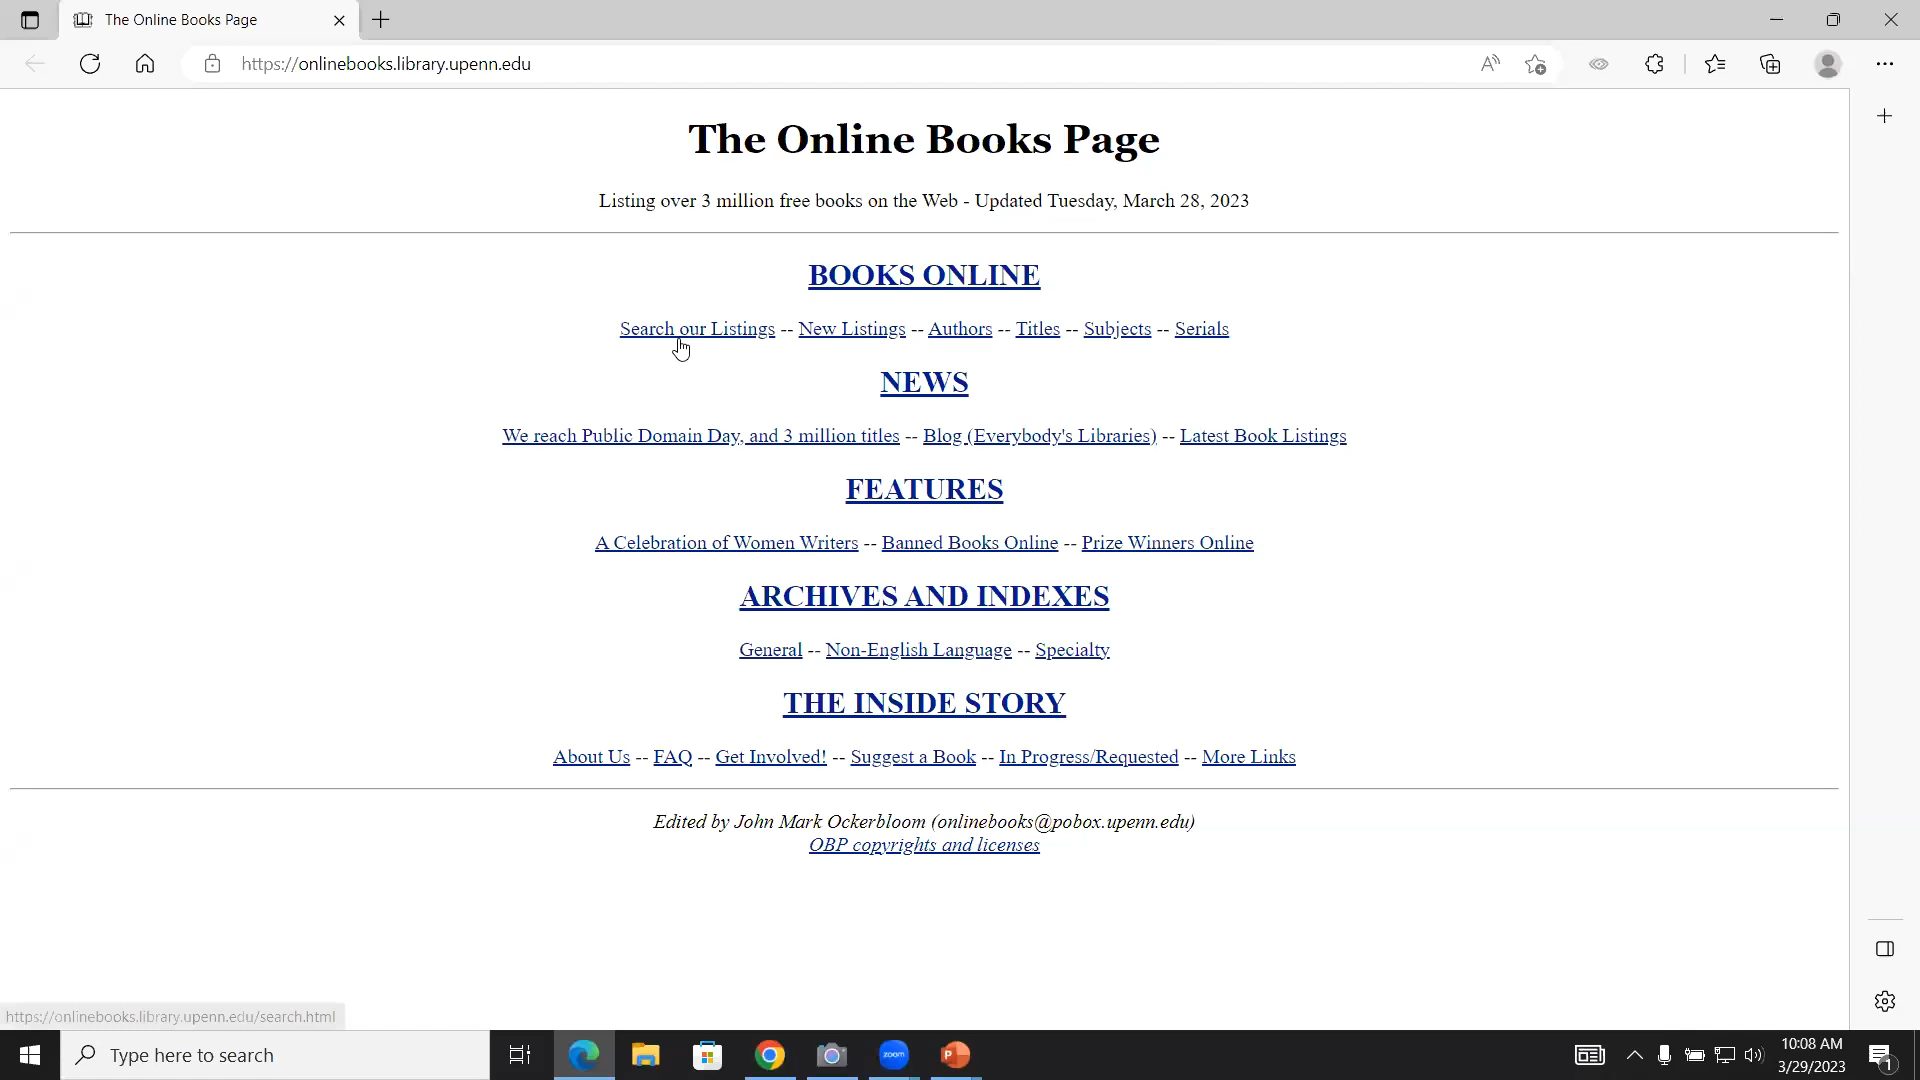 The Online Books Page
https://onlinebooks.library.upenn.edu
The Online Books Page
Listing over 3 million free books on the Web - Updated Tuesday, March 28, 2023
BOOKS ONLINE
Search our Listings -- New Listings -- Authors -- Titles -- Subjects -- Serials
NEWS
We reach Public Domain Day, and 3 million titles -- Blog (Everybody's Libraries) -- Latest Book Listings
FEATURES
A Celebration of Women Writers -- Banned Books Online -- Prize Winners Online
ARCHIVES AND INDEXES
General -- Non-English Language -- Specialty
THE INSIDE STORY
About Us -- FAQ -- Get Involved! -- Suggest a Book -- In Progress/Requested -- More Links
Edited by John Mark Ockerbloom (onlinebooks@pobox.upenn.edu)
OBP copyrights and licenses
https://onlinebooks.library.upenn.edu/search.html
Type here to search
zoom
P
10:08 AM
3/29/2023
1